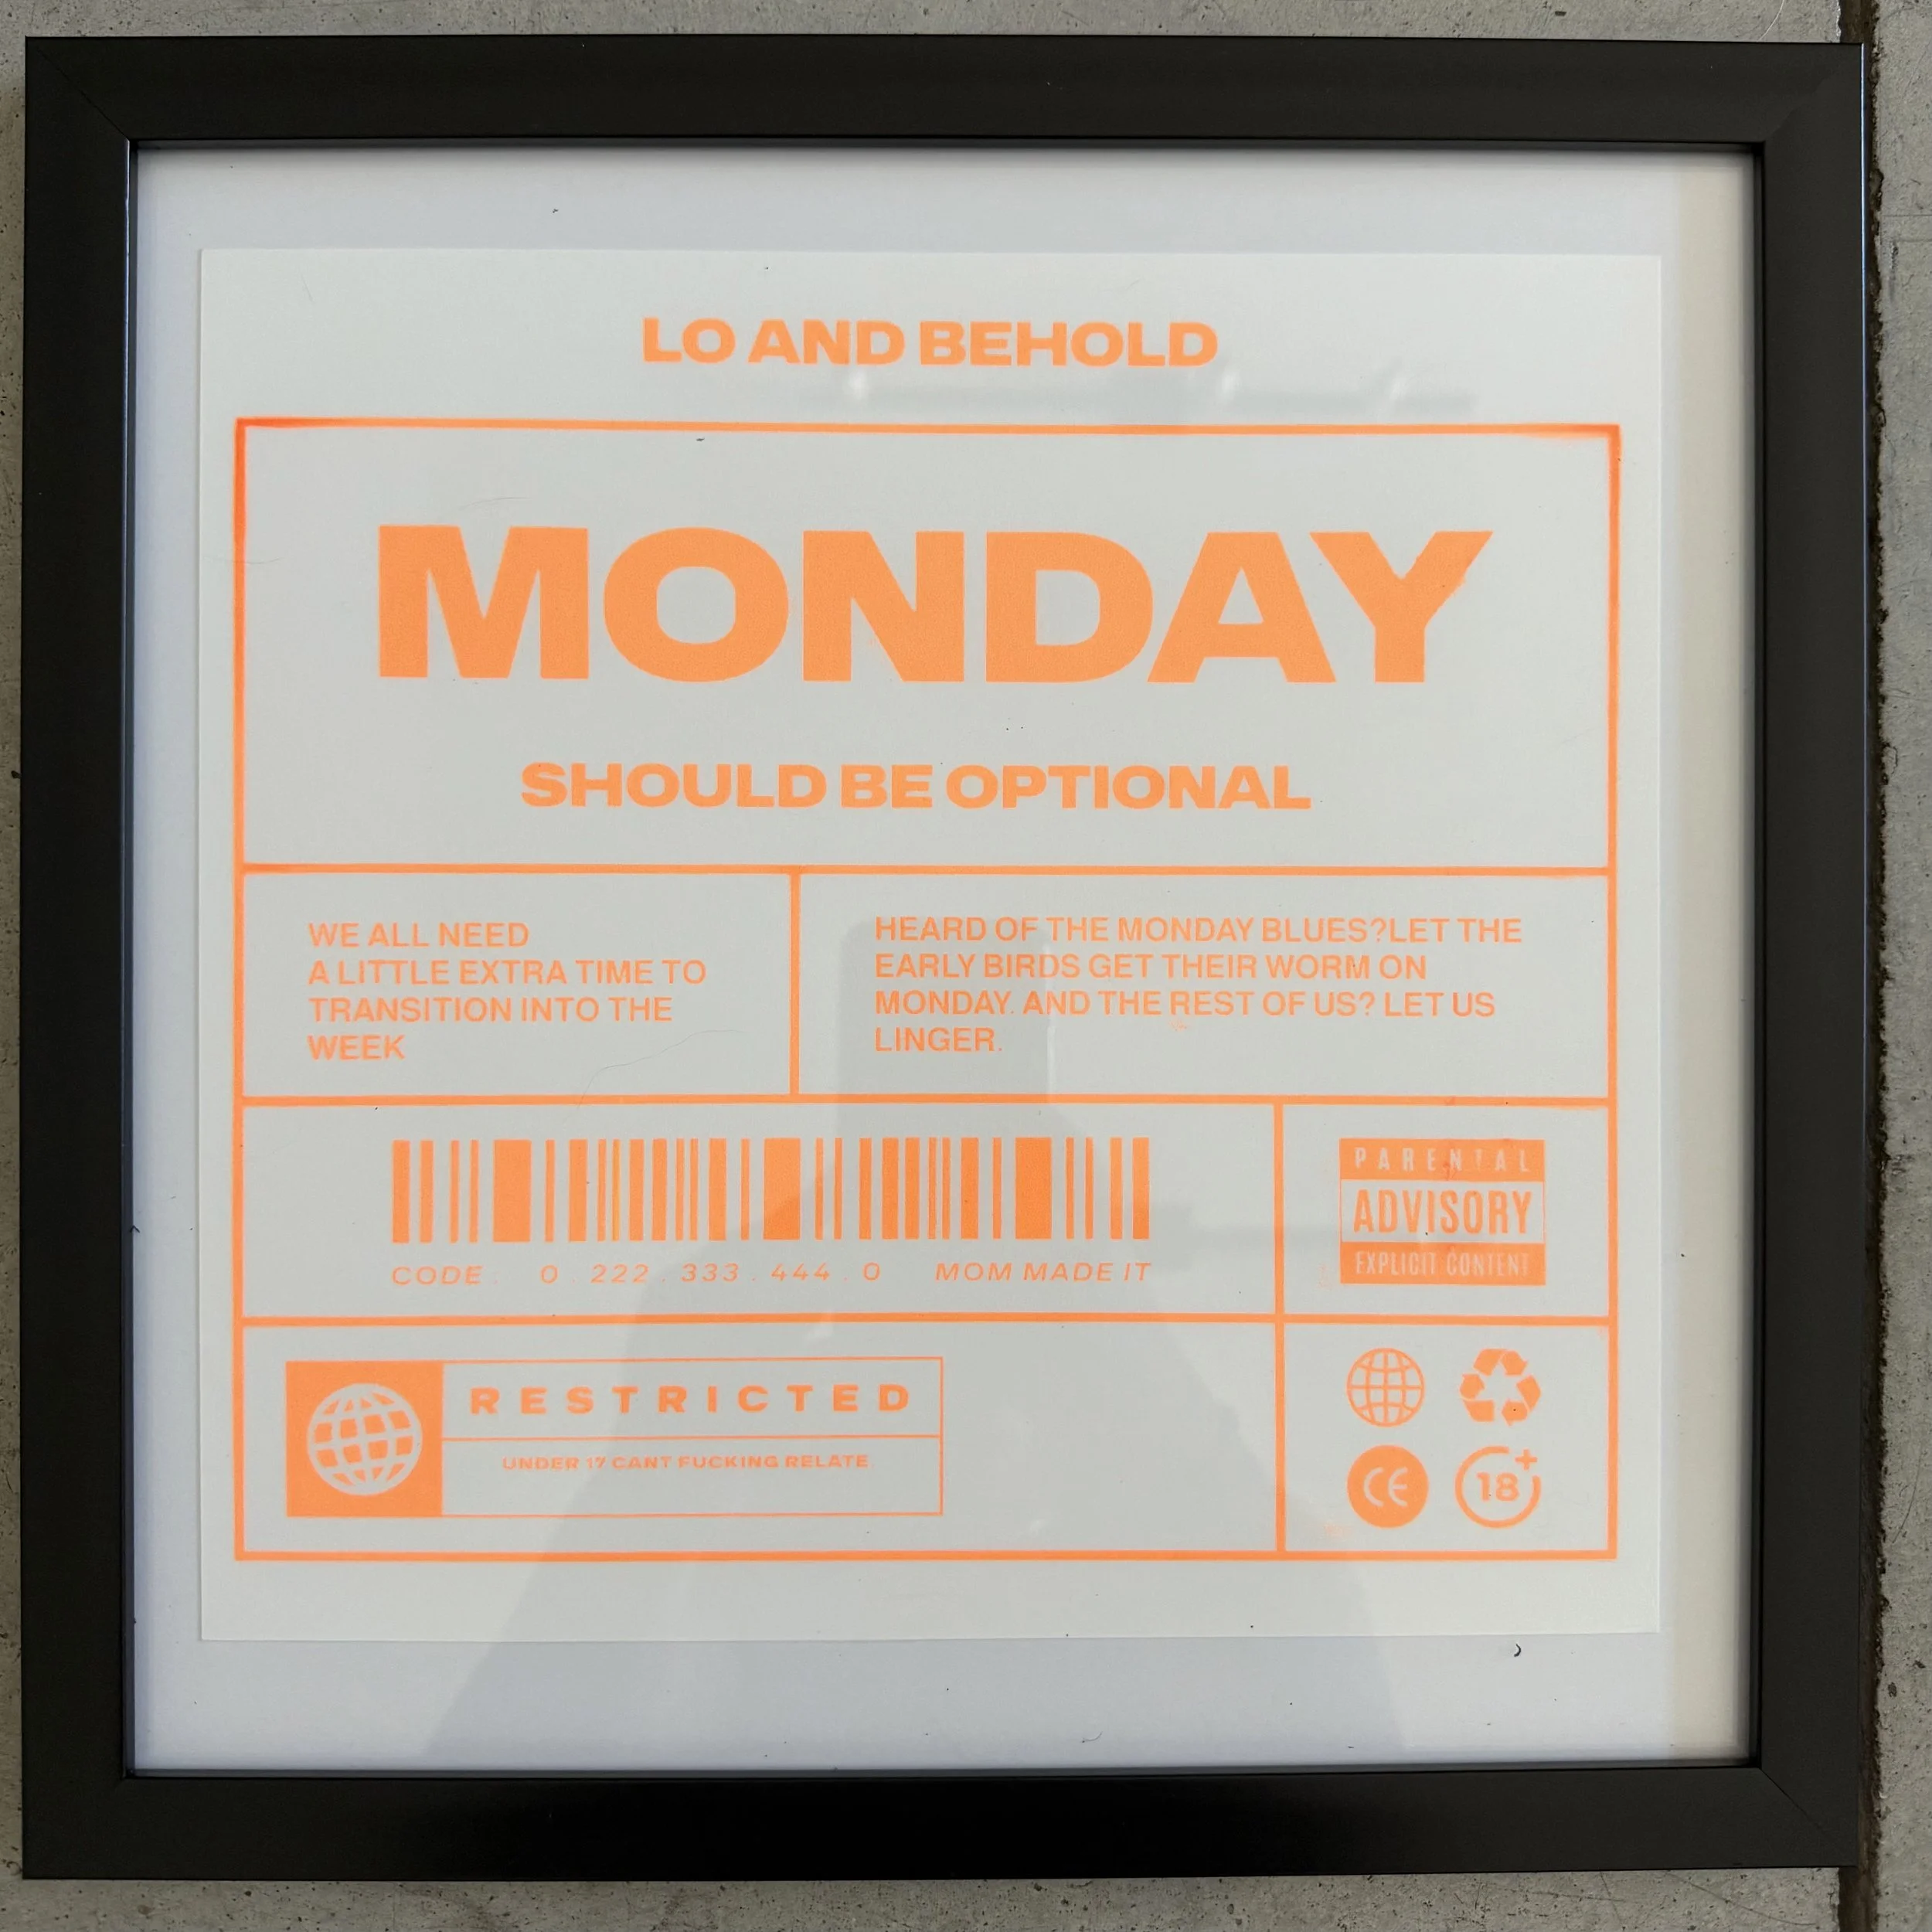 LO AND BEHOLD
MONDAY
SHOULD BE OPTIONAL
WE ALL NEED
A LITTLE EXTRA TIME TO
TRANSITION INTO THE
WEEK
HEARD OF THE MONDAY BLUES?LET THE
EARLY BIRDS GET THEIR WORM ON
MONDAY. AND THE REST OF US? LET US
LINGER.
CODE. 0.222.333.444.0 MOM MADE IT
PARENTAL
ADVISORY
EXPLICIT CONTENT
RESTRICTED
UNDER 17 CANT FUCKING RELATE.
CE
18+